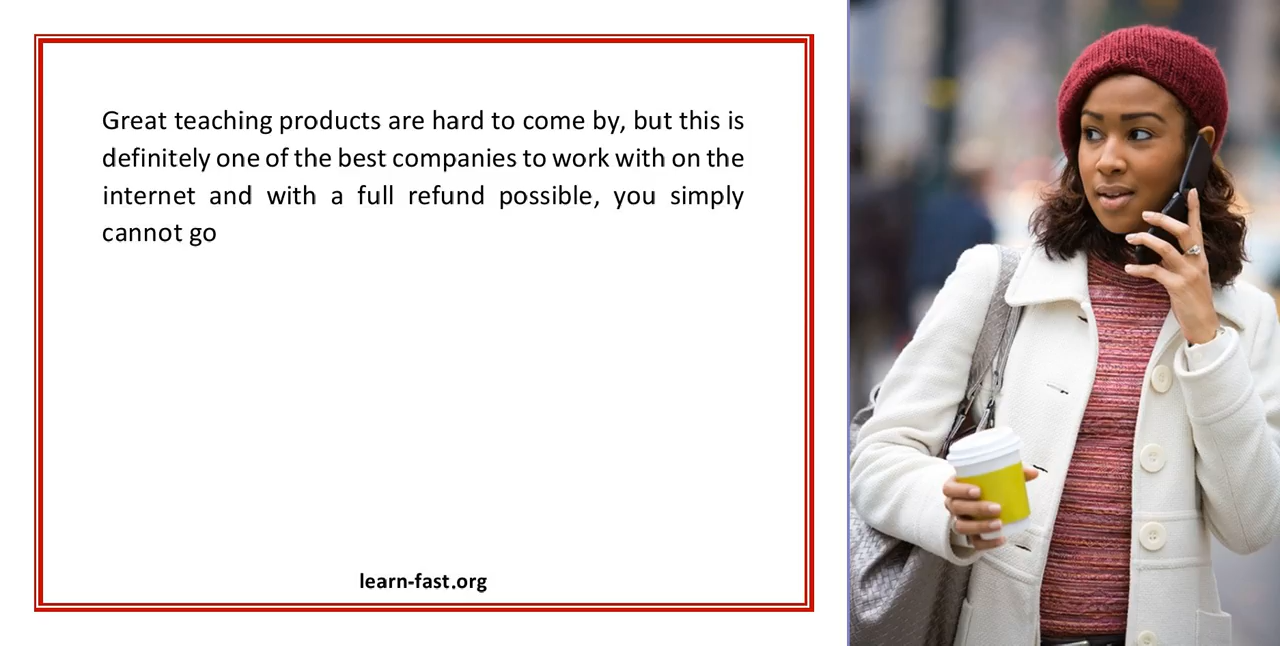 Great teaching products are hard to come by, but this is
definitely one of the best companies to work with on the
internet and with a full refund possible, you simply
cannot go
learn-fast.org